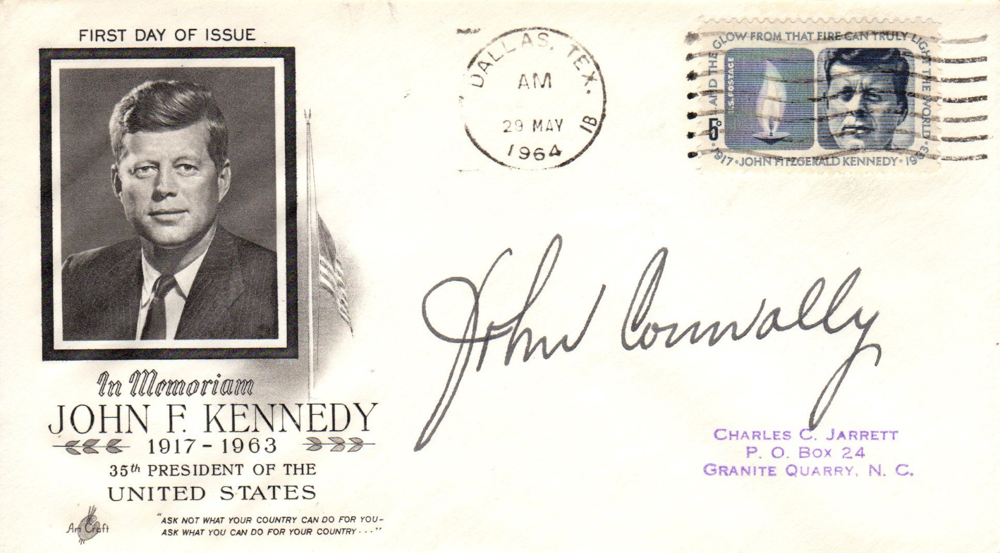 FIRST DAY OF ISSUE
In Memoriam
JOHN F. KENNEDY
1917 - 1963
35th PRESIDENT OF THE
UNITED STATES
Art Craft
"ASK NOT WHAT YOUR COUNTRY CAN DO FOR YOU-
ASK WHAT YOU CAN DO FOR YOUR COUNTRY ..."
DALLAS, TEX.
AM
29 MAY
1964
1B
...AND THE GLOW FROM THAT FIRE CAN TRULY LIGHT THE WORLD
U.S. POSTAGE
5c
1917 · JOHN FITZGERALD KENNEDY · 1963
John Connally
CHARLES C. JARRETT
P. O. BOX 24
GRANITE QUARRY, N. C.